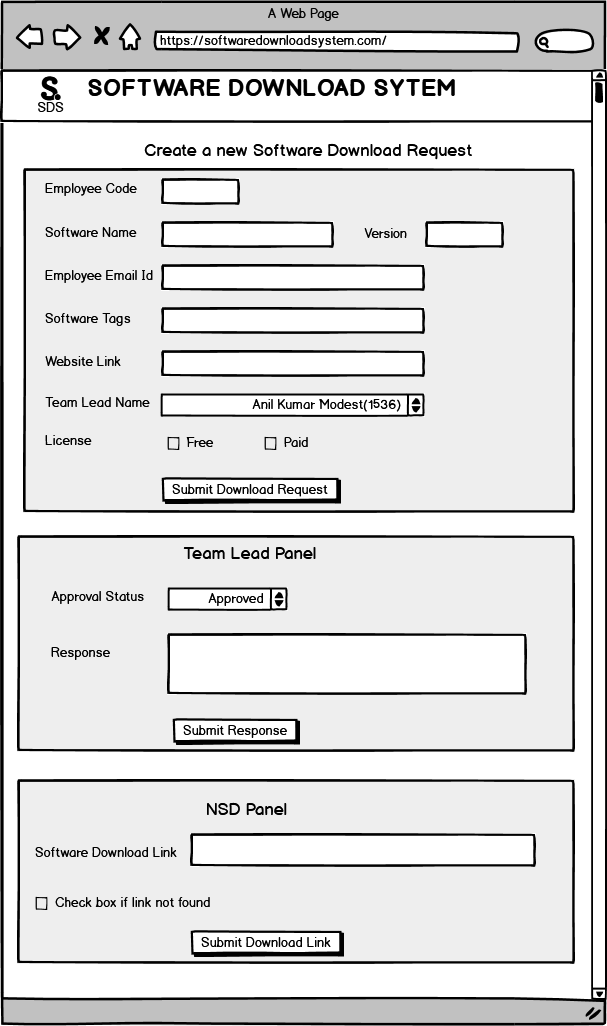 A Web Page
https://softwaredownloadsystem.com/
S.
SDS
SOFTWARE DOWNLOAD SYTEM
Create a new Software Download Request
Employee Code
Software Name
Version
Employee Email Id
Software Tags
Website Link
Team Lead Name
Anil Kumar Modest(1536)
License
Free
Paid
Submit Download Request
Team Lead Panel
Approval Status
Approved
Response
Submit Response
NSD Panel
Software Download Link
Check box if link not found
Submit Download Link